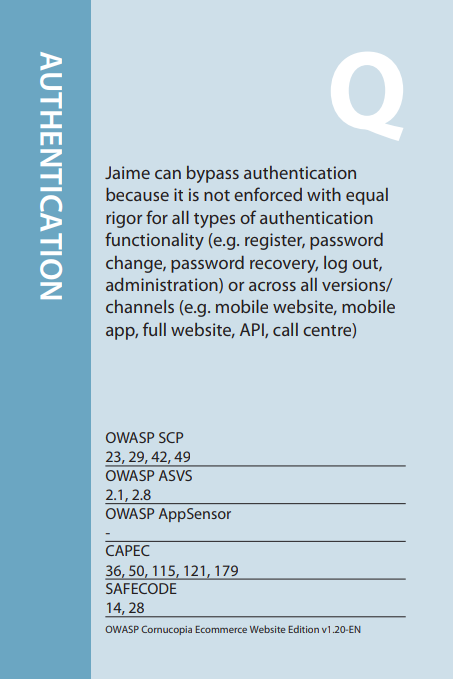 AUTHENTICATION
Q
Jaime can bypass authentication
because it is not enforced with equal
rigor for all types of authentication
functionality (e.g. register, password
change, password recovery, log out,
administration) or across all versions/
channels (e.g. mobile website, mobile
app, full website, API, call centre)
OWASP SCP
23, 29, 42, 49
OWASP ASVS
2.1, 2.8
OWASP AppSensor
-
CAPEC
36, 50, 115, 121, 179
SAFECODE
14, 28
OWASP Cornucopia Ecommerce Website Edition v1.20-EN